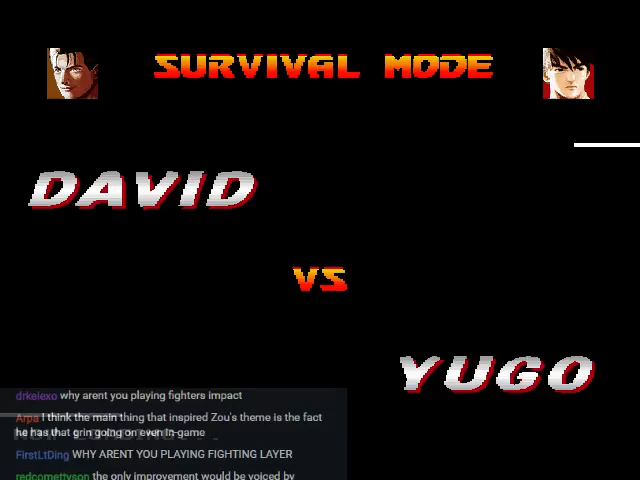 SURVIVAL MODE
DAVID
VS
YUGO
drkelexo why arent you playing fighters impact
Arpa I think the main thing that inspired Zou's theme is the fact
he has that grin going on even in-game
FirstLtDing WHY ARENT YOU PLAYING FIGHTING LAYER
redcomettyson the only improvement would be voiced by